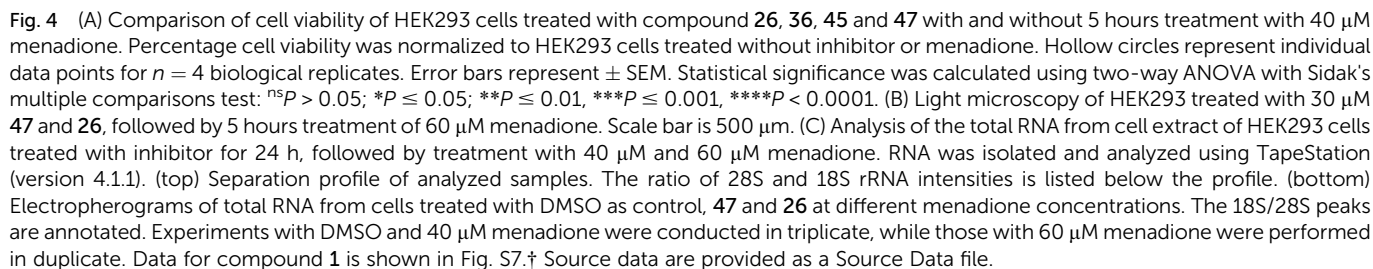 Fig. 4 (A) Comparison of cell viability of HEK293 cells treated with compound 26, 36, 45 and 47 with and without 5 hours treatment with 40 μM
menadione. Percentage cell viability was normalized to HEK293 cells treated without inhibitor or menadione. Hollow circles represent individual
data points for n = 4 biological replicates. Error bars represent ± SEM. Statistical significance was calculated using two-way ANOVA with Sidak's
multiple comparisons test: nsP > 0.05; *P ≤ 0.05; **P ≤ 0.01, ***P ≤ 0.001, ****P < 0.0001. (B) Light microscopy of HEK293 treated with 30 μM
47 and 26, followed by 5 hours treatment of 60 μM menadione. Scale bar is 500 μm. (C) Analysis of the total RNA from cell extract of HEK293 cells
treated with inhibitor for 24 h, followed by treatment with 40 μM and 60 μM menadione. RNA was isolated and analyzed using TapeStation
(version 4.1.1). (top) Separation profile of analyzed samples. The ratio of 28S and 18S rRNA intensities is listed below the profile. (bottom)
Electropherograms of total RNA from cells treated with DMSO as control, 47 and 26 at different menadione concentrations. The 18S/28S peaks
are annotated. Experiments with DMSO and 40 μM menadione were conducted in triplicate, while those with 60 μM menadione were performed
in duplicate. Data for compound 1 is shown in Fig. S7.† Source data are provided as a Source Data file.